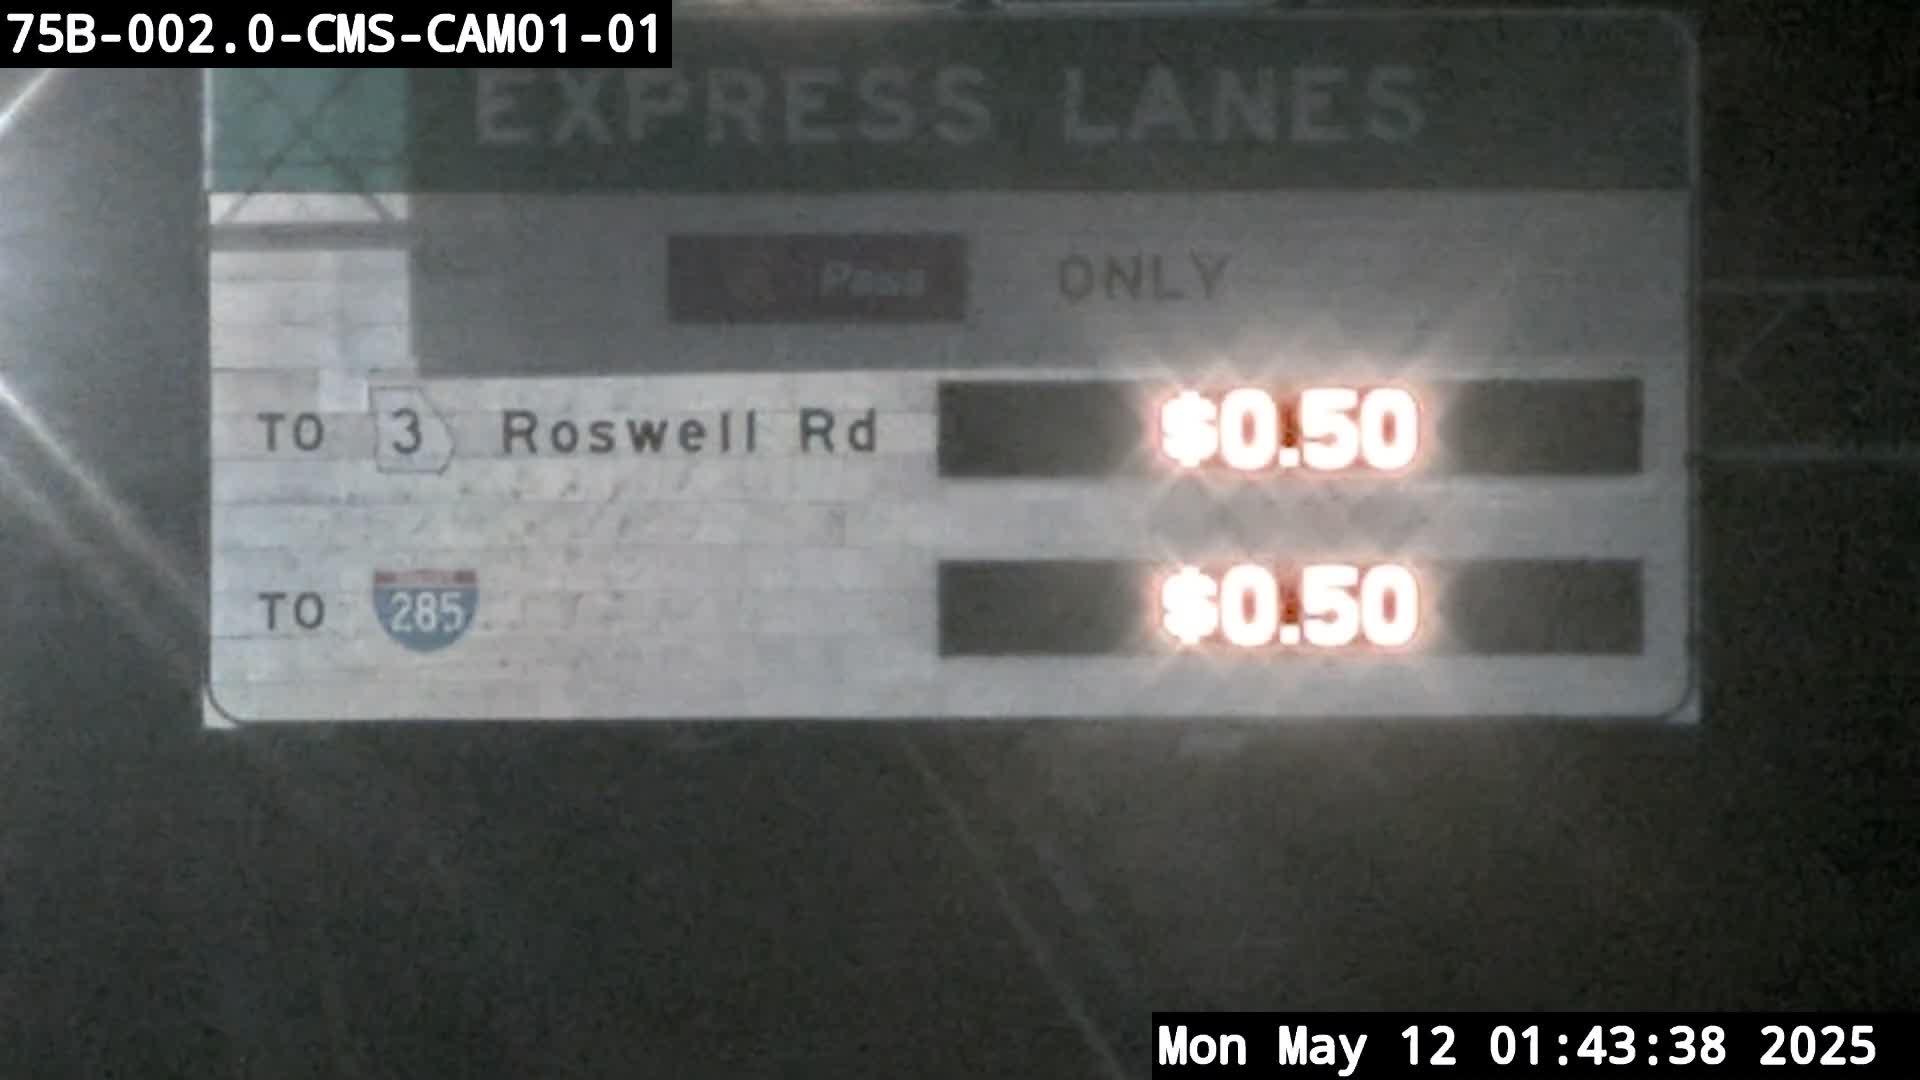 75B-002.0-CMS-CAM01-01
EXPRESS LANES
Pass ONLY
TO 3 Roswell Rd $0.50
TO 285 $0.50
Mon May 12 01:43:38 2025